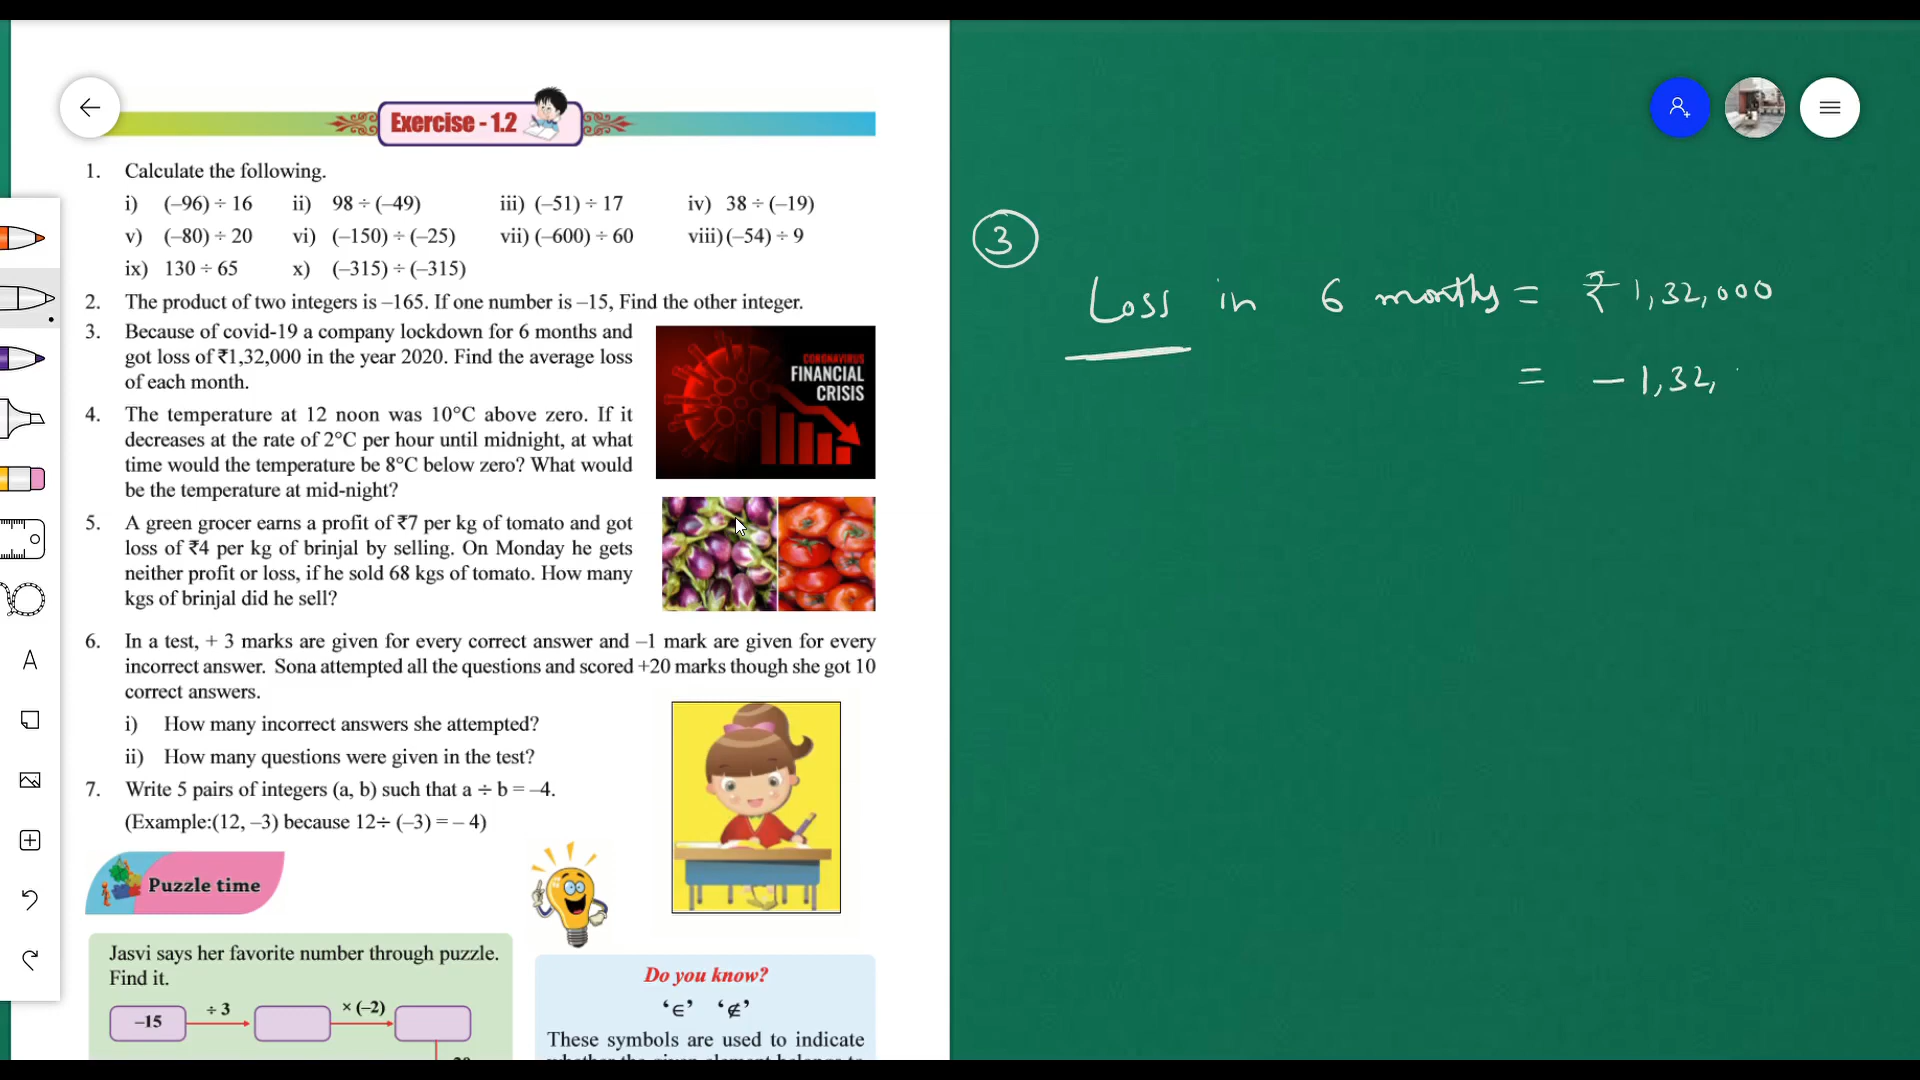 Exercise - 1.2
1. Calculate the following.
i) (–96) ÷ 16 ii) 98 ÷ (–49) iii) (–51) ÷ 17 iv) 38 ÷ (–19)
v) (–80) ÷ 20 vi) (–150) ÷ (–25) vii) (–600) ÷ 60 viii) (–54) ÷ 9
ix) 130 ÷ 65 x) (–315) ÷ (–315)
2. The product of two integers is –165. If one number is –15, Find the other integer.
3. Because of covid-19 a company lockdown for 6 months and
got loss of ₹1,32,000 in the year 2020. Find the average loss
of each month.
CORONAVIRUS
FINANCIAL
CRISIS
4. The temperature at 12 noon was 10°C above zero. If it
decreases at the rate of 2°C per hour until midnight, at what
time would the temperature be 8°C below zero? What would
be the temperature at mid-night?
5. A green grocer earns a profit of ₹7 per kg of tomato and got
loss of ₹4 per kg of brinjal by selling. On Monday he gets
neither profit or loss, if he sold 68 kgs of tomato. How many
kgs of brinjal did he sell?
6. In a test, + 3 marks are given for every correct answer and –1 mark are given for every
incorrect answer. Sona attempted all the questions and scored +20 marks though she got 10
correct answers.
i) How many incorrect answers she attempted?
ii) How many questions were given in the test?
7. Write 5 pairs of integers (a, b) such that a ÷ b = –4.
(Example:(12, –3) because 12÷ (–3) = – 4)
Puzzle time
Jasvi says her favorite number through puzzle.
Find it.
÷ 3 × (–2)
–15
Do you know?
‘∈’ ‘∉’
These symbols are used to indicate
A
3
Loss in 6 months = ₹ 1,32,000
= – 1,32,